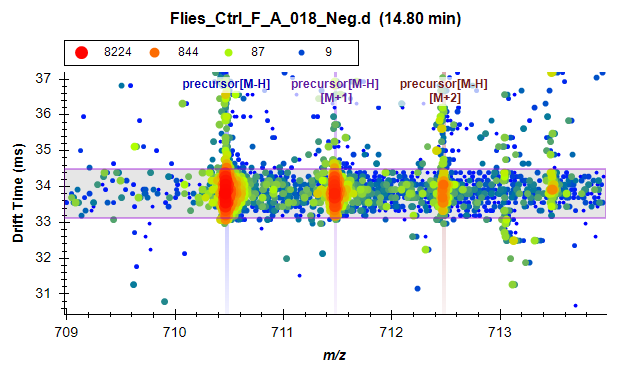 Flies_Ctrl_F_A_018_Neg.d (14.80 min)
8224 844 87 9
precursor[M-H] precursor[M-H] precursor[M-H]
[M+1] [M+2]
37
36
35
34
33
32
31
Drift Time (ms)
709 710 711 712 713
m/z